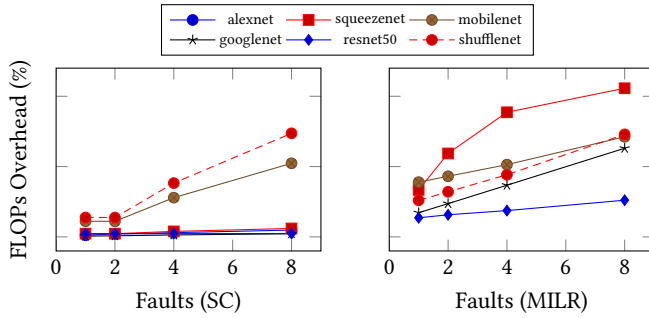 alexnet squeezenet mobilenet
googlenet resnet50 shufflenet
FLOPs Overhead (%)
0 2 4 6 8
Faults (SC)
0 2 4 6 8
Faults (MILR)